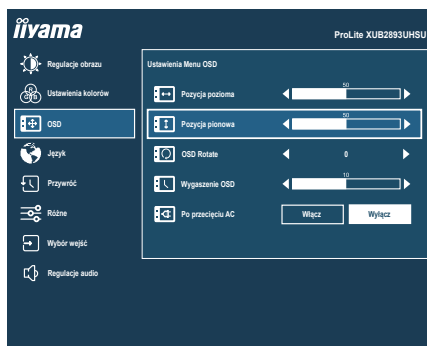 iiyama
ProLite XUB2893UHSU
Regulacje obrazu
Ustawienia kolorów
OSD
Język
Przywróć
Różne
Wybór wejść
Regulacje audio
Ustawienia Menu OSD
Pozycja pozioma 50
Pozycja pionowa 50
OSD Rotate 0
Wygaszenie OSD 10
Po przecięciu AC Włącz Wyłącz